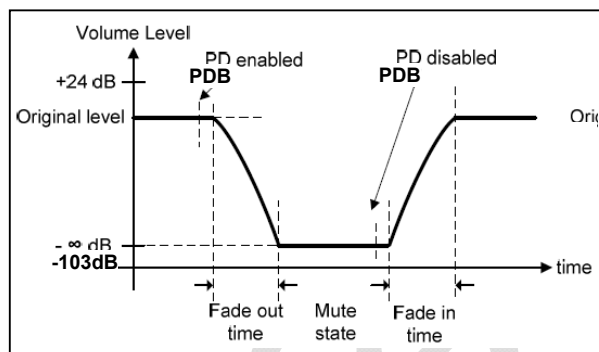 Volume Level
PD enabled
PDB
PD disabled
PDB
+24 dB
Original level
Orig
- ∞ dB
-103dB
time
Fade out
time
Mute
state
Fade in
time